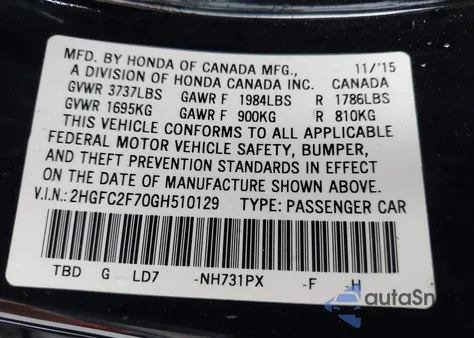 MFD. BY HONDA OF CANADA MFG., 11/'15
A DIVISION OF HONDA CANADA INC. CANADA
GVWR 3737LBS GAWR F 1984LBS R 1786LBS
GVWR 1695KG GAWR F 900KG R 810KG
THIS VEHICLE CONFORMS TO ALL APPLICABLE
FEDERAL MOTOR VEHICLE SAFETY, BUMPER,
AND THEFT PREVENTION STANDARDS IN EFFECT
ON THE DATE OF MANUFACTURE SHOWN ABOVE.
V.I.N.: 2HGFC2F70GH510129 TYPE: PASSENGER CAR
TBD G LD7 -NH731PX -F -H